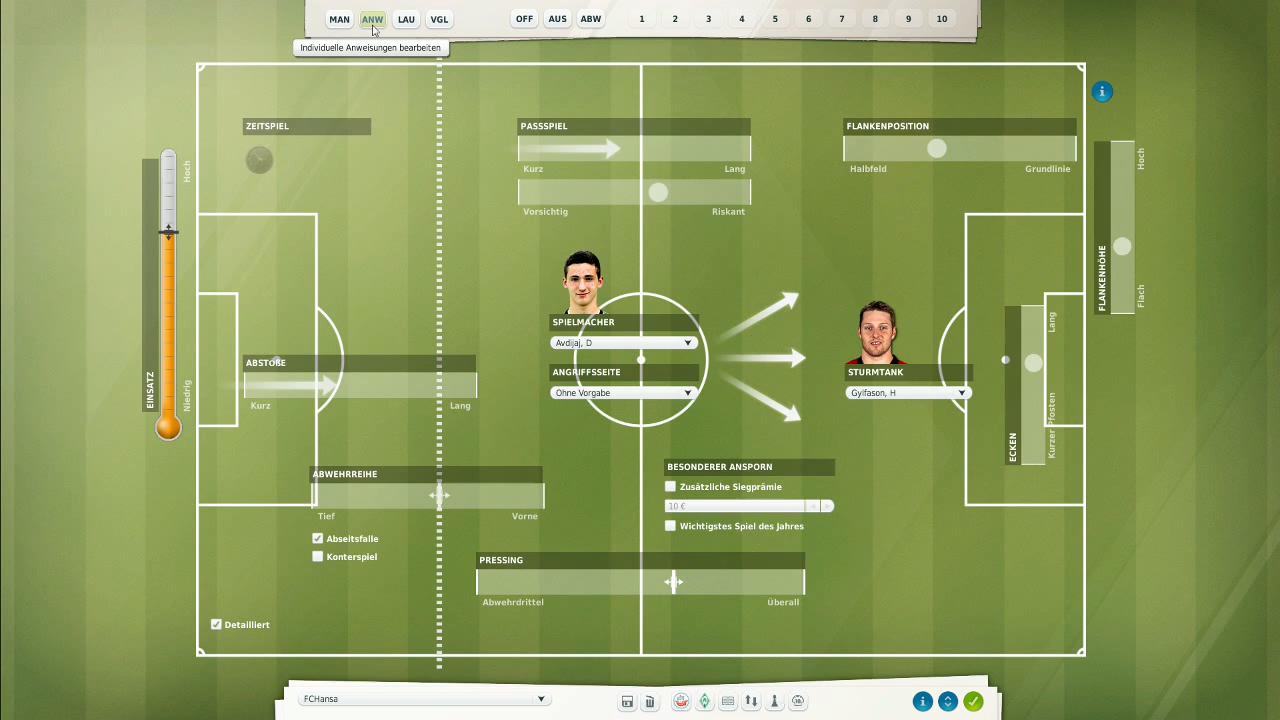 MAN ANW LAU VGL OFF AUS ABW 1 2 3 4 5 6 7 8 9 10
Individuelle Anweisungen bearbeiten
ZEITSPIEL
PASSSPIEL
Kurz Lang
Vorsichtig Riskant
FLANKENPOSITION
Halbfeld Grundlinie
EINSATZ
Hoch
Niedrig
FLANKENHÖHE
Hoch
Flach
SPIELMACHER
Avdijaj, D
ANGRIFFSSEITE
Ohne Vorgabe
STURMTANK
Gylfason, H
ABSTOßE
Kurz Lang
ECKEN
Lang
Kurzer Pfosten
ABWEHRREIHE
Tief Vorne
Abseitsfalle
Konterspiel
BESONDERER ANSPORN
Zusätzliche Siegprämie
10 €
Wichtigstes Spiel des Jahres
PRESSING
Abwehrdrittel Überall
Detailliert
FCHansa